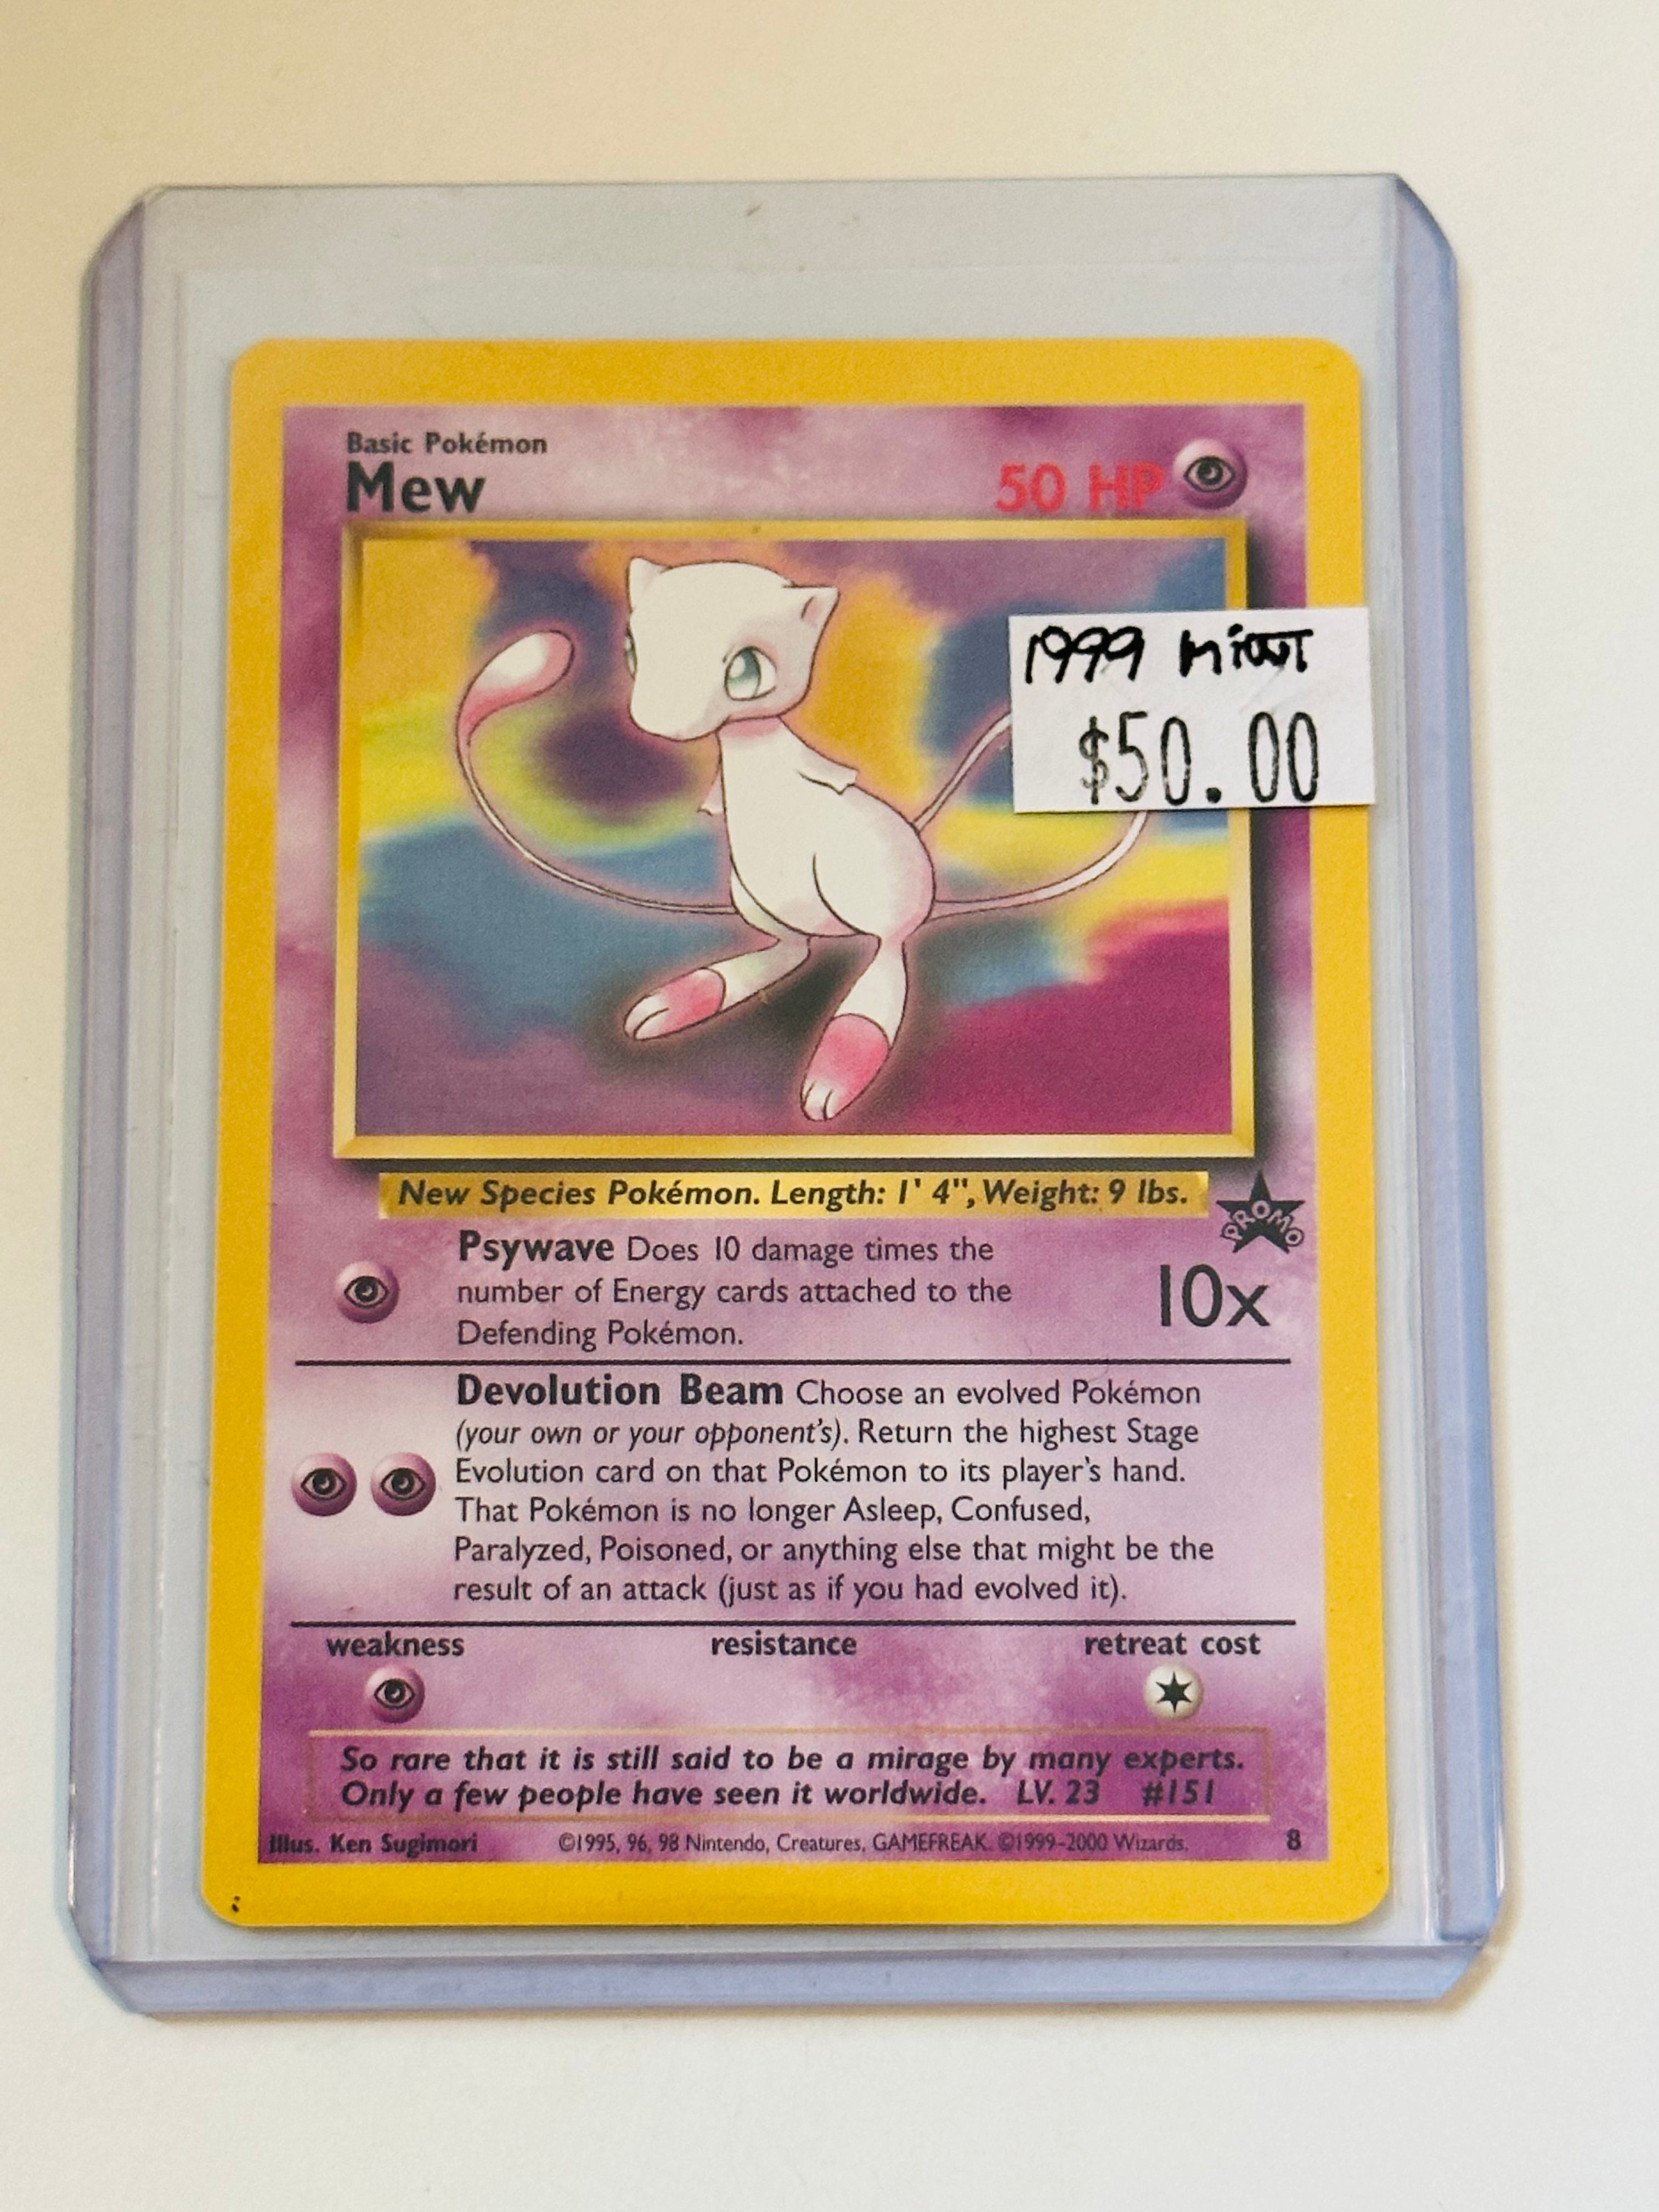 Basic Pokémon
Mew
50 HP
1999 MiNT
$50.00
New Species Pokémon. Length: 1' 4", Weight: 9 lbs.
PROMO
Psywave Does 10 damage times the
number of Energy cards attached to the
Defending Pokémon.
10x
Devolution Beam Choose an evolved Pokémon
(your own or your opponent's). Return the highest Stage
Evolution card on that Pokémon to its player's hand.
That Pokémon is no longer Asleep, Confused,
Paralyzed, Poisoned, or anything else that might be the
result of an attack (just as if you had evolved it).
weakness resistance retreat cost
So rare that it is still said to be a mirage by many experts.
Only a few people have seen it worldwide. LV. 23 #151
Illus. Ken Sugimori ©1995, 96, 98 Nintendo, Creatures, GAMEFREAK. ©1999-2000 Wizards. 8